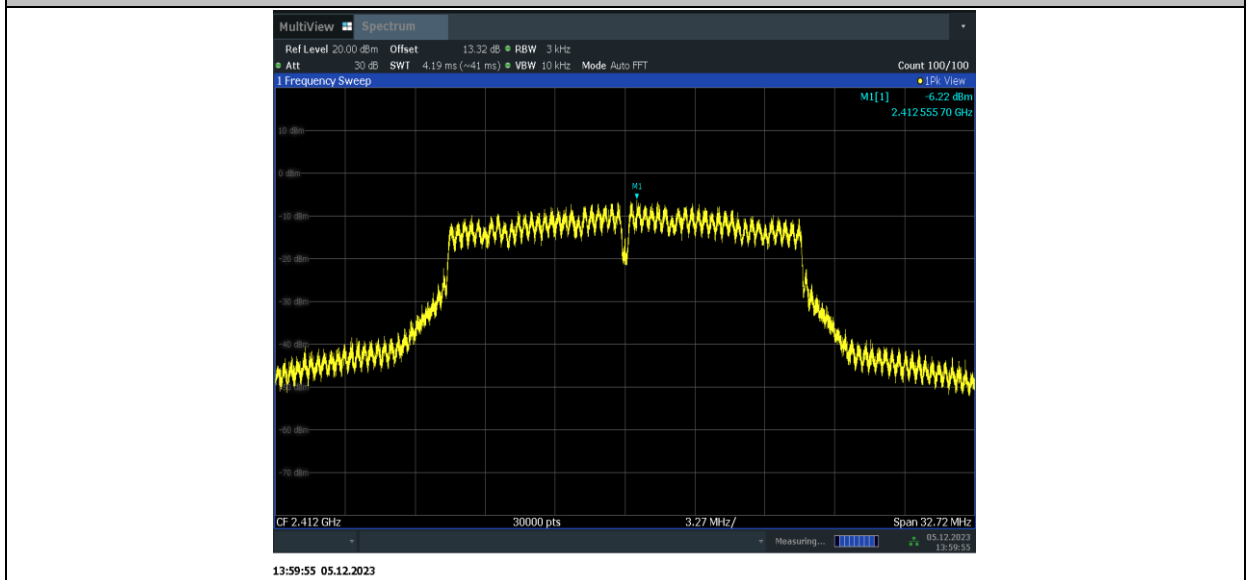 MultiView Spectrum
Ref Level 20.00 dBm Offset 13.32 dB RBW 3 kHz
Att 30 dB SWT 4.19 ms (~41 ms) VBW 10 kHz Mode Auto FFT Count 100/100
1 Frequency Sweep 1Pk View
M1[1] -6.22 dBm
2.412 555 70 GHz
10 dBm
0 dBm
M1
-10 dBm
-20 dBm
-30 dBm
-40 dBm
-60 dBm
-70 dBm
CF 2.412 GHz 30000 pts 3.27 MHz/ Span 32.72 MHz
Measuring... 05.12.2023
13:59:55
13:59:55 05.12.2023